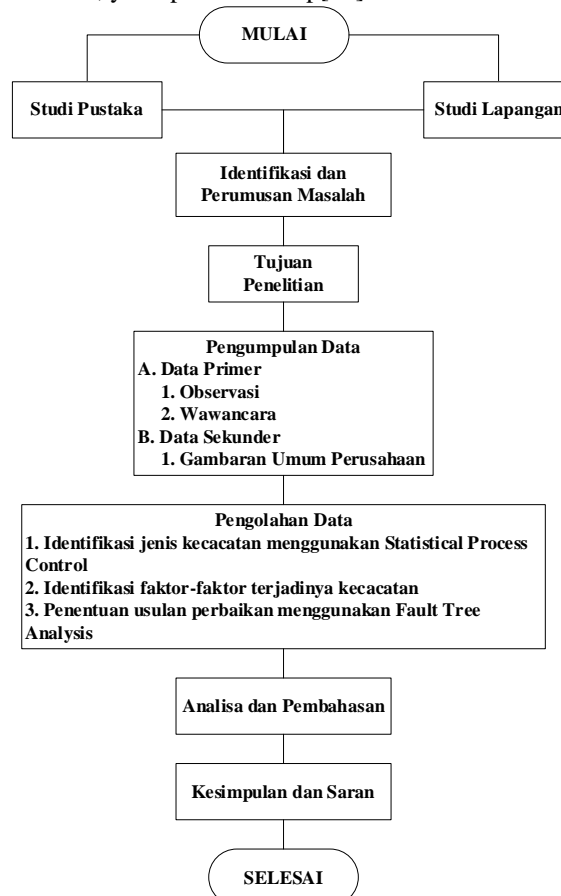 MULAI
Studi Pustaka
Studi Lapangan
Identifikasi dan
Perumusan Masalah
Tujuan
Penelitian
Pengumpulan Data
A. Data Primer
1. Observasi
2. Wawancara
B. Data Sekunder
1. Gambaran Umum Perusahaan
Pengolahan Data
1. Identifikasi jenis kecacatan menggunakan Statistical Process
Control
2. Identifikasi faktor-faktor terjadinya kecacatan
3. Penentuan usulan perbaikan menggunakan Fault Tree
Analysis
Analisa dan Pembahasan
Kesimpulan dan Saran
SELESAI